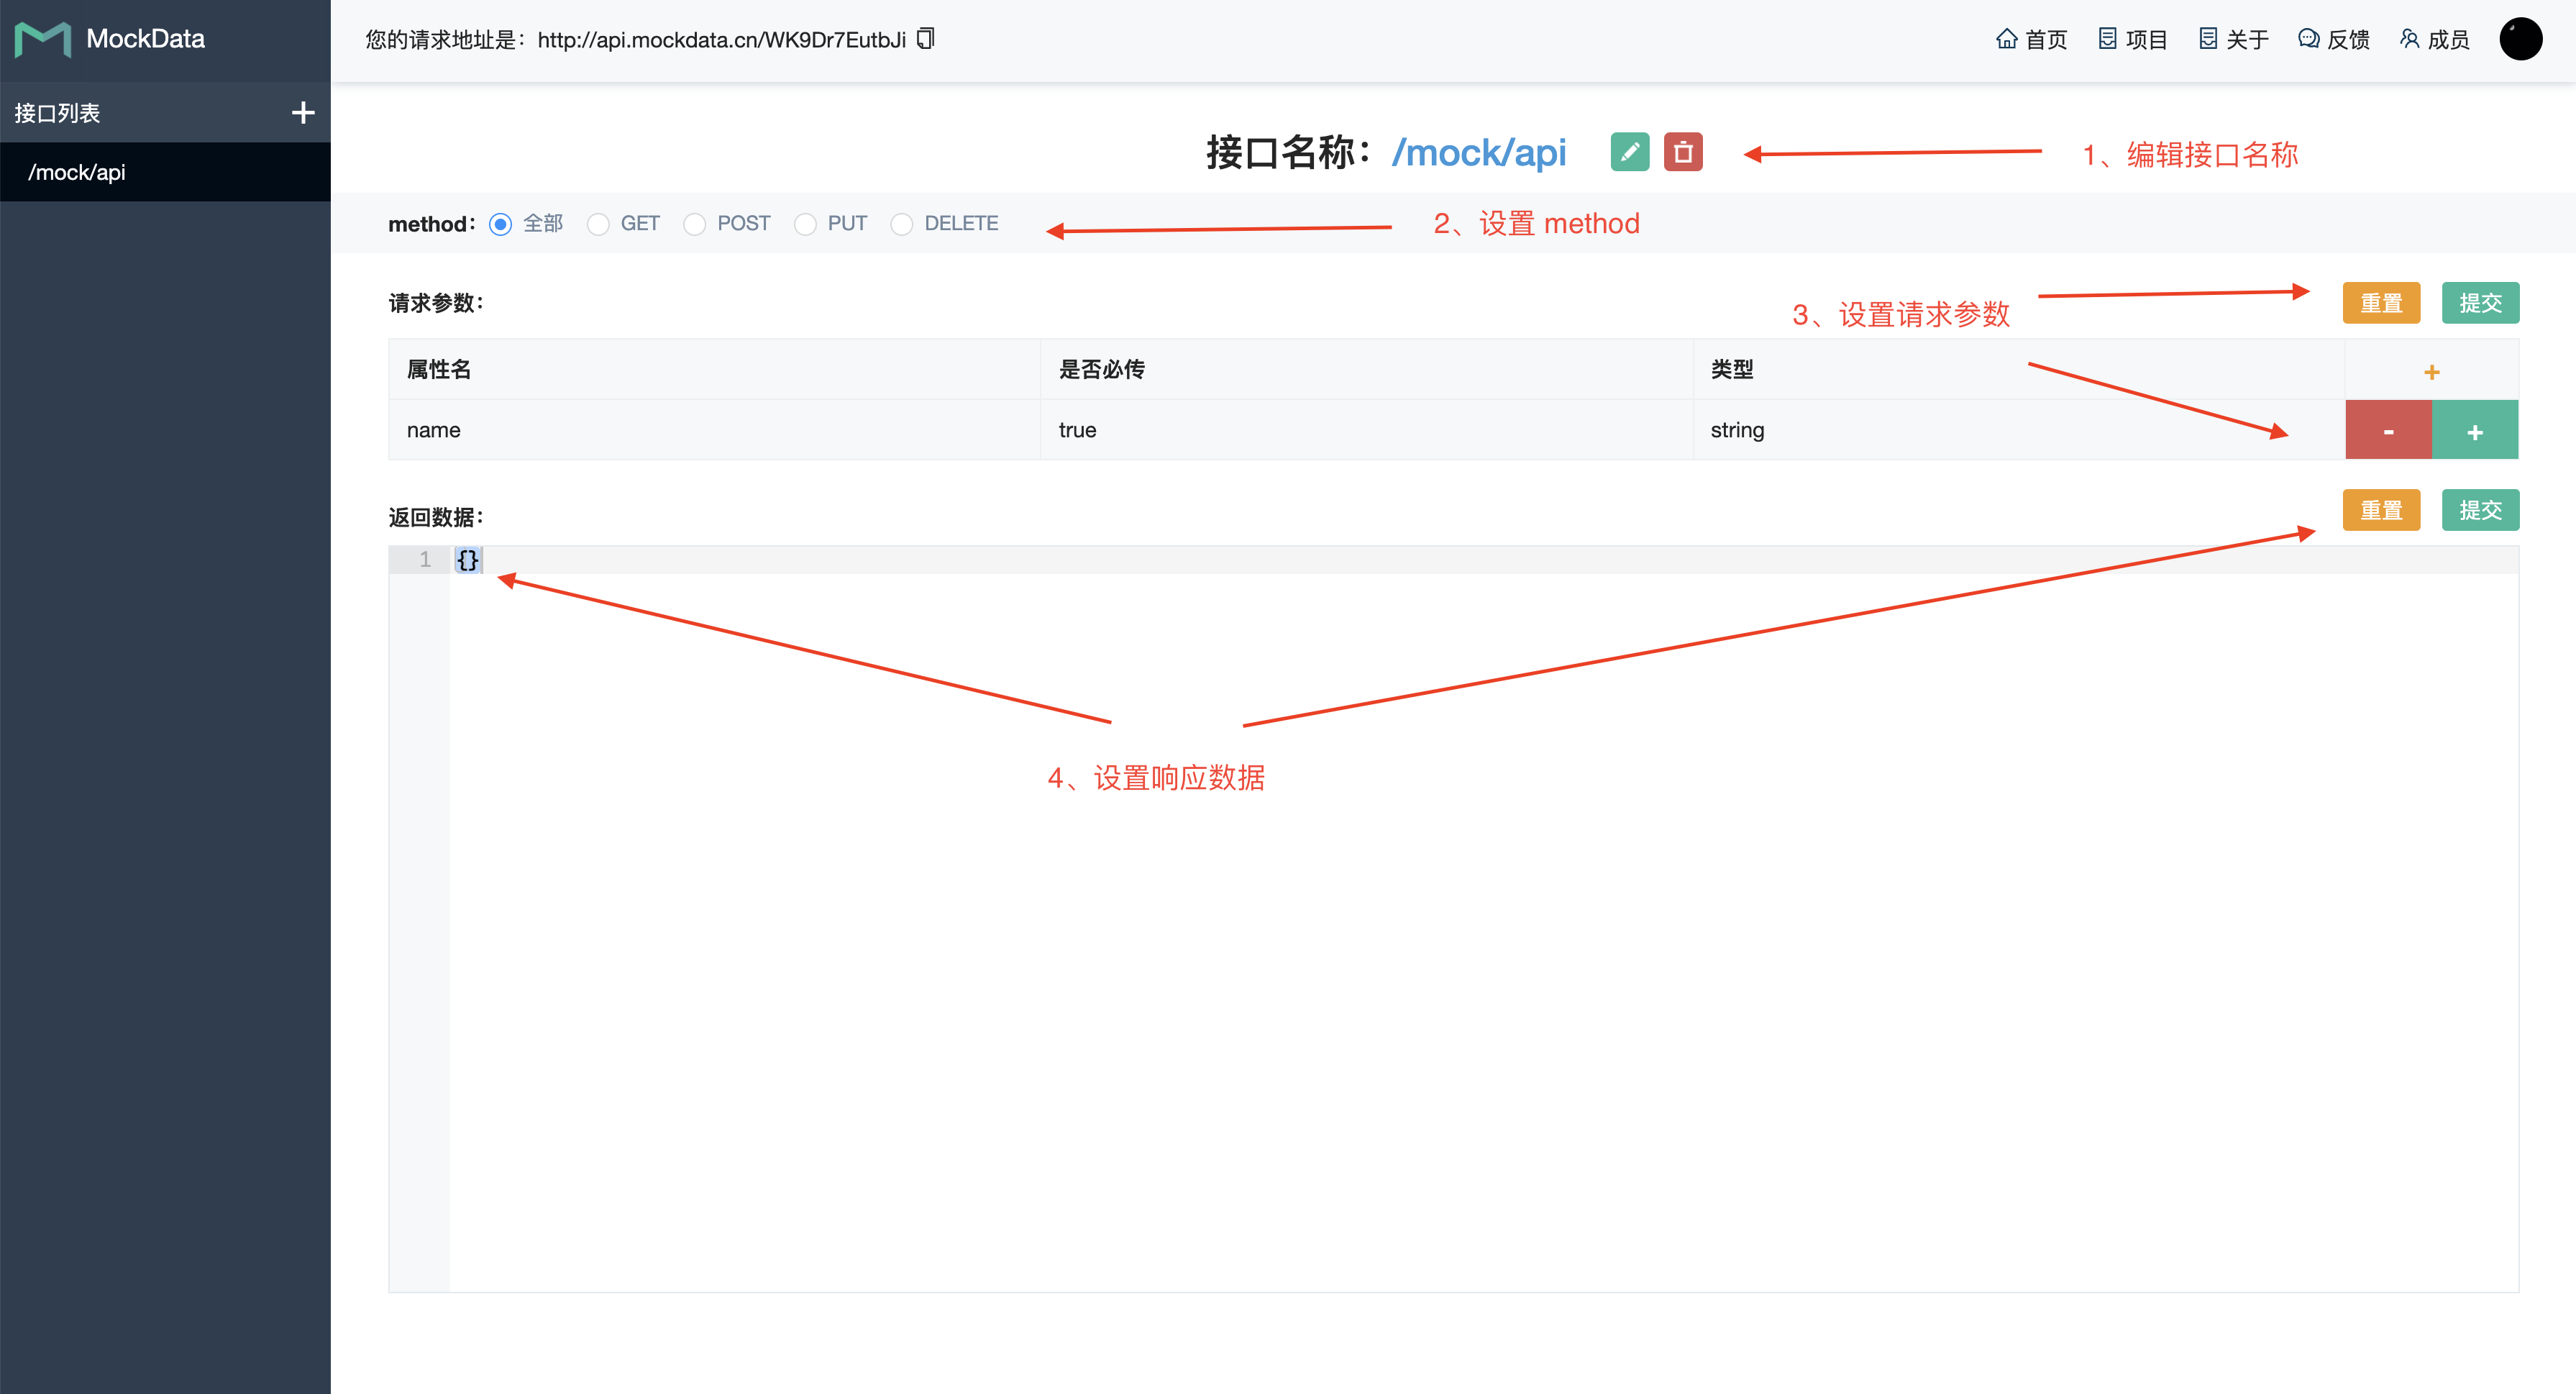 MockData
您的请求地址是：http://api.mockdata.cn/WK9Dr7EutbJi
首页 项目 关于 反馈 成员
接口列表 +
/mock/api
接口名称：/mock/api
1、编辑接口名称
method： 全部 GET POST PUT DELETE
2、设置 method
请求参数：
3、设置请求参数
重置 提交
属性名 是否必传 类型 +
name true string - +
返回数据：
重置 提交
1 {}
4、设置响应数据